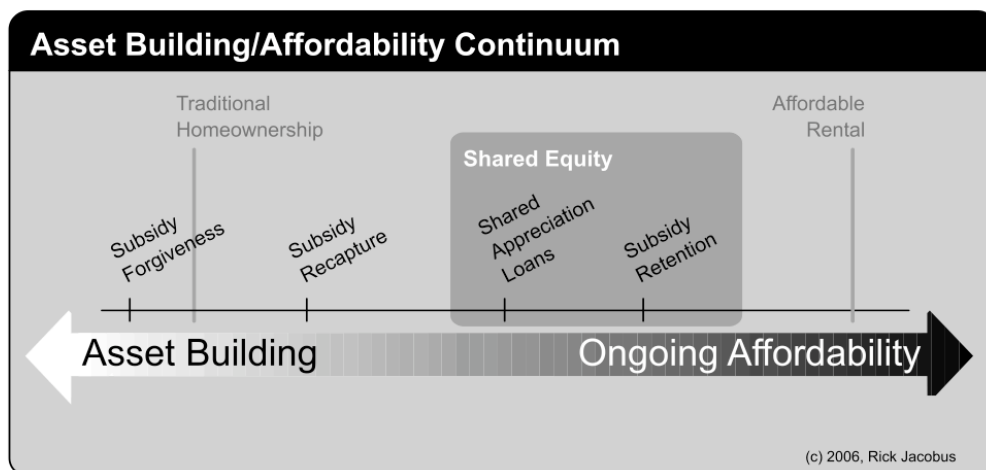 Asset Building/Affordability Continuum
Traditional
Homeownership
Affordable
Rental
Shared Equity
Subsidy
Forgiveness
Subsidy
Recapture
Shared
Appreciation
Loans
Subsidy
Retention
Asset Building
Ongoing Affordability
(c) 2006, Rick Jacobus